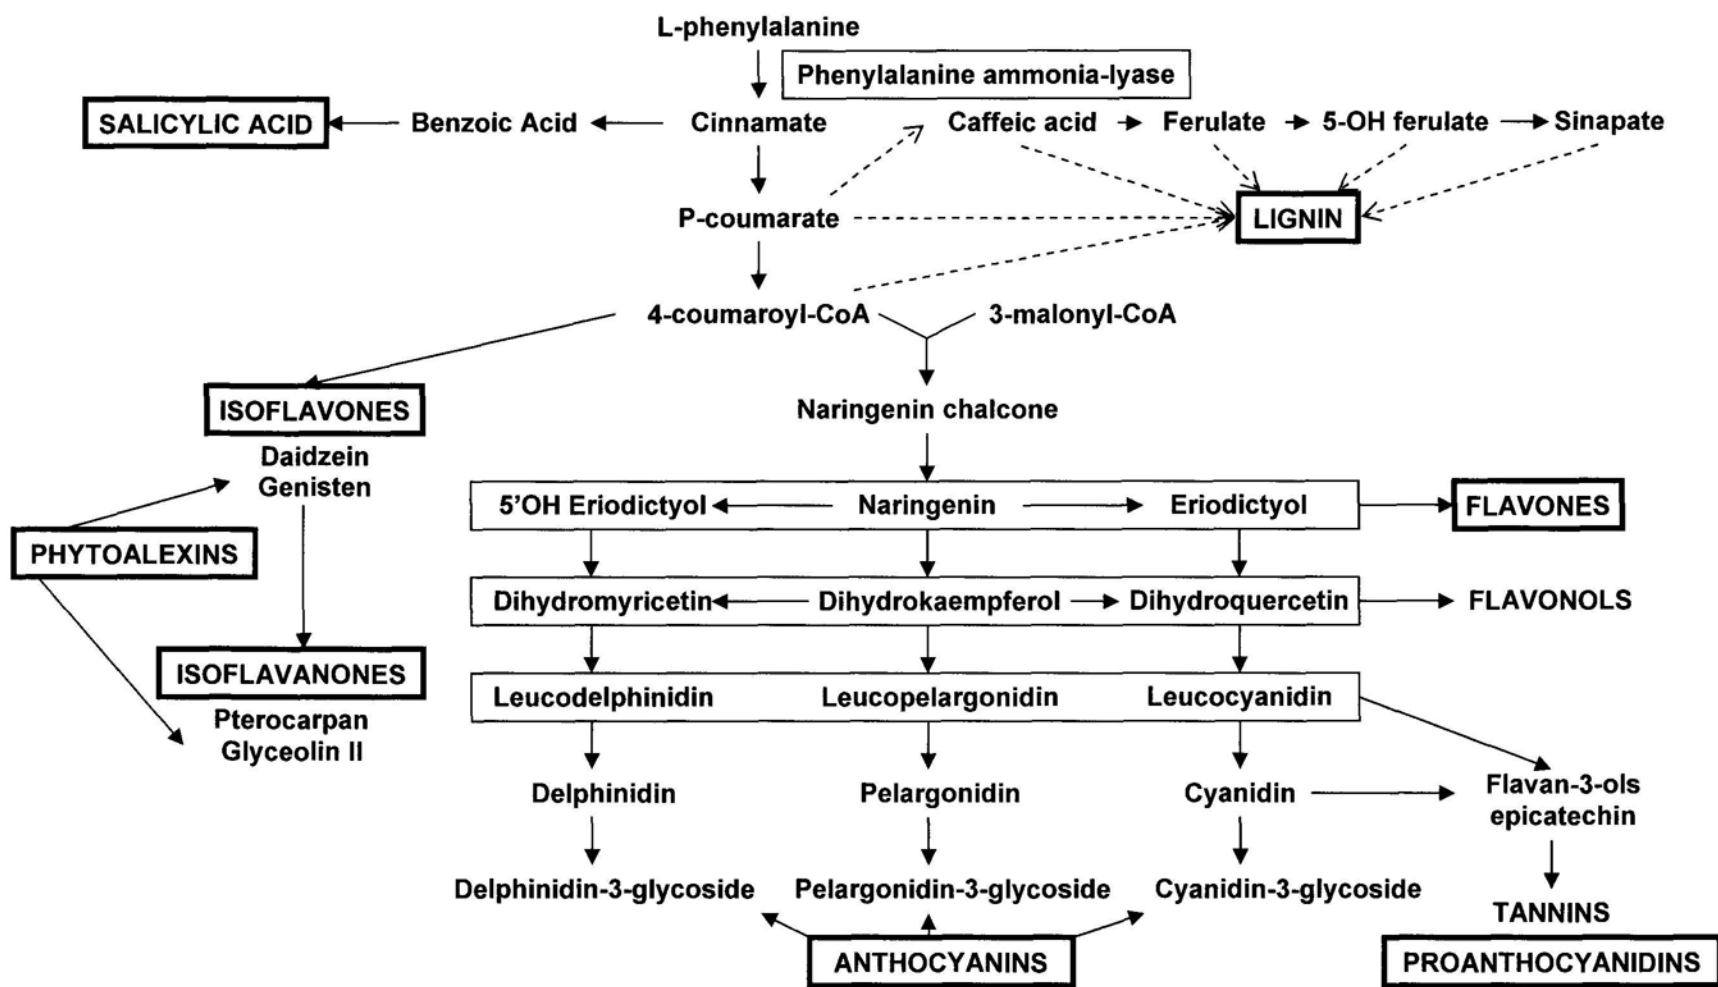 L-phenylalanine
Phenylalanine ammonia-lyase
SALICYLIC ACID
Benzoic Acid
Cinnamate
Caffeic acid
Ferulate
5-OH ferulate
Sinapate
P-coumarate
LIGNIN
4-coumaroyl-CoA
3-malonyl-CoA
ISOFLAVONES
Naringenin chalcone
Daidzein
Genisten
5'OH Eriodictyol
Naringenin
Eriodictyol
FLAVONES
PHYTOALEXINS
Dihydromyricetin
Dihydrokaempferol
Dihydroquercetin
FLAVONOLS
ISOFLAVANONES
Leucodelphinidin
Leucopelargonidin
Leucocyanidin
Pterocarpan
Glyceolin II
Delphinidin
Pelargonidin
Cyanidin
Flavan-3-ols
epicatechin
Delphinidin-3-glycoside
Pelargonidin-3-glycoside
Cyanidin-3-glycoside
TANNINS
ANTHOCYANINS
PROANTHOCYANIDINS